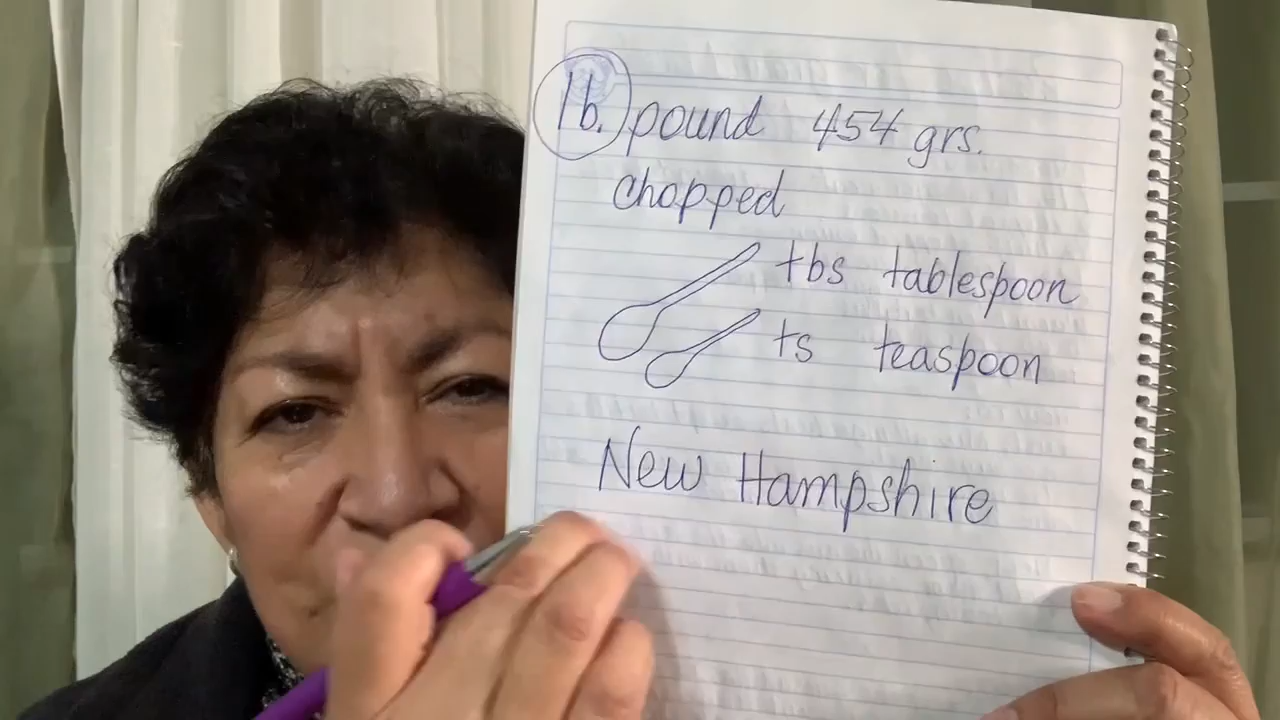 lb. pound 454 grs.
chopped
tbs tablespoon
ts teaspoon
New Hampshire